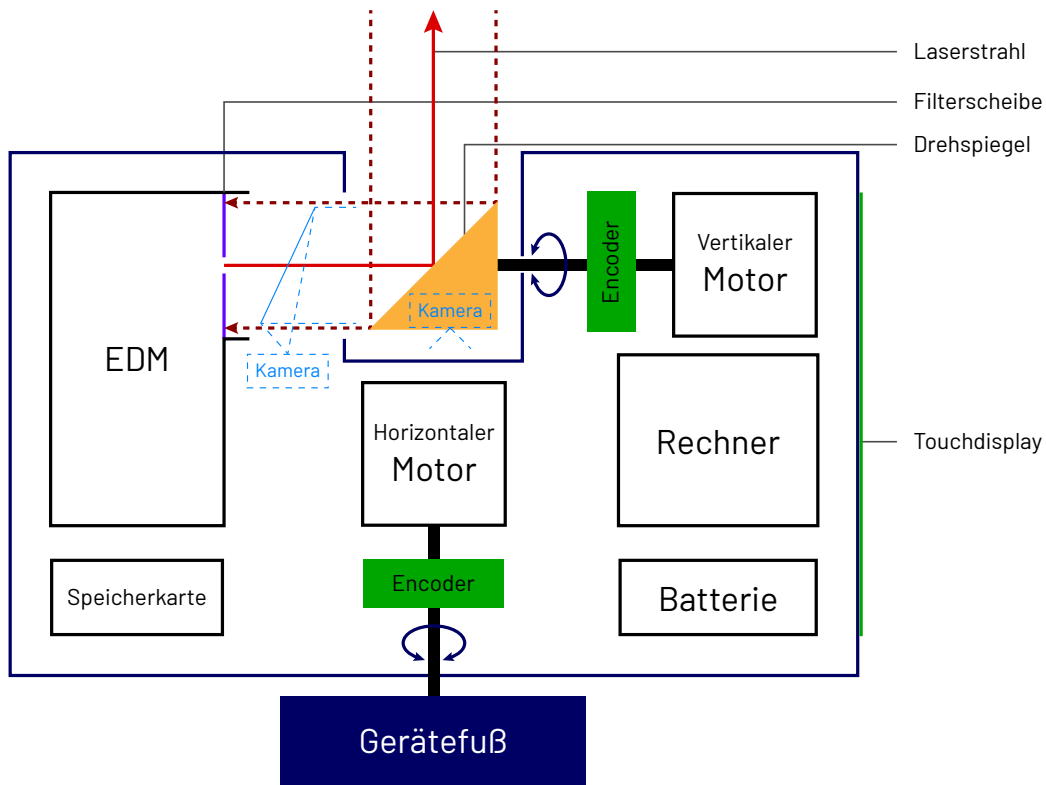 Laserstrahl
Filterscheibe
Drehspiegel
Encoder
Vertikaler
Motor
Kamera
EDM
Kamera
Horizontaler
Motor
Rechner
Touchdisplay
Encoder
Speicherkarte
Batterie
Gerätefuß